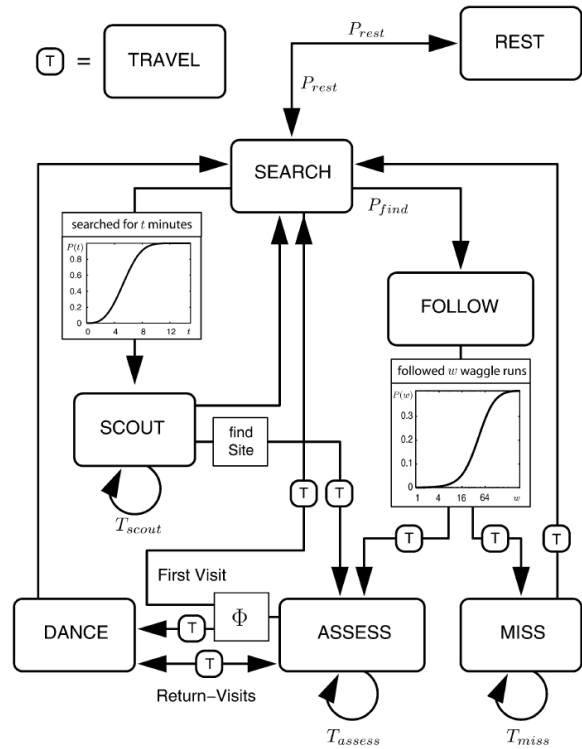 P_rest
REST
T = TRAVEL
P_rest
SEARCH
searched for t minutes
P_find
P(t)
1
0.8
0.6
0.4
0.2
0
0 4 8 12 t
FOLLOW
followed w waggle runs
P(w)
0.3
0.2
0.1
0
1 4 16 64 w
SCOUT
find
Site
T_scout
T T
T T T
First Visit
Φ
DANCE T ASSESS MISS
T
Return–Visits
T_assess T_miss